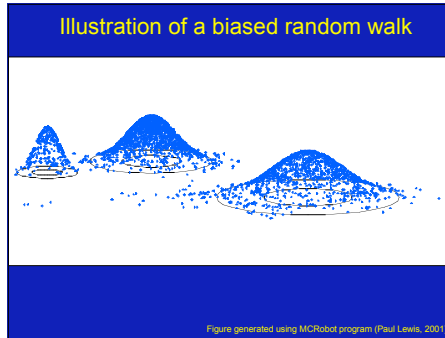 Illustration of a biased random walk
Figure generated using MCRobot program (Paul Lewis, 2001